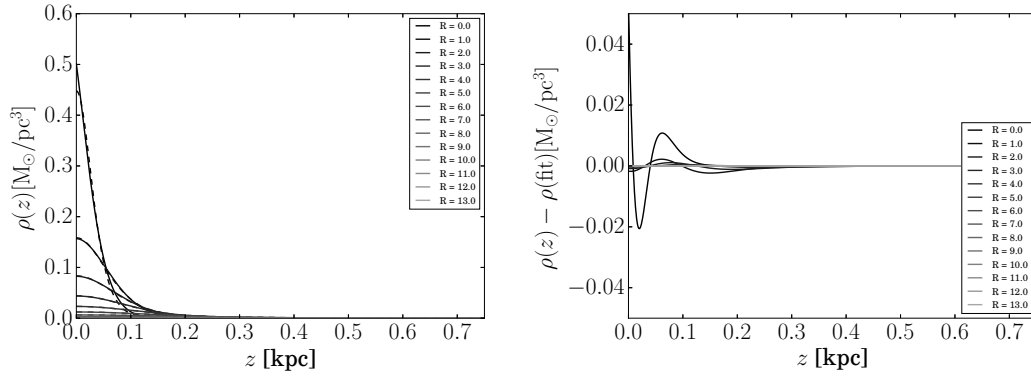 0.6
0.5
0.4
0.3
0.2
0.1
0.0
ρ(z)[M⊙/pc³]
0.0 0.1 0.2 0.3 0.4 0.5 0.6 0.7
z [kpc]
R = 0.0
R = 1.0
R = 2.0
R = 3.0
R = 4.0
R = 5.0
R = 6.0
R = 7.0
R = 8.0
R = 9.0
R = 10.0
R = 11.0
R = 12.0
R = 13.0
0.04
0.02
0.00
−0.02
−0.04
ρ(z) − ρ(fit)[M⊙/pc³]
0.0 0.1 0.2 0.3 0.4 0.5 0.6 0.7
z [kpc]
R = 0.0
R = 1.0
R = 2.0
R = 3.0
R = 4.0
R = 5.0
R = 6.0
R = 7.0
R = 8.0
R = 9.0
R = 10.0
R = 11.0
R = 12.0
R = 13.0